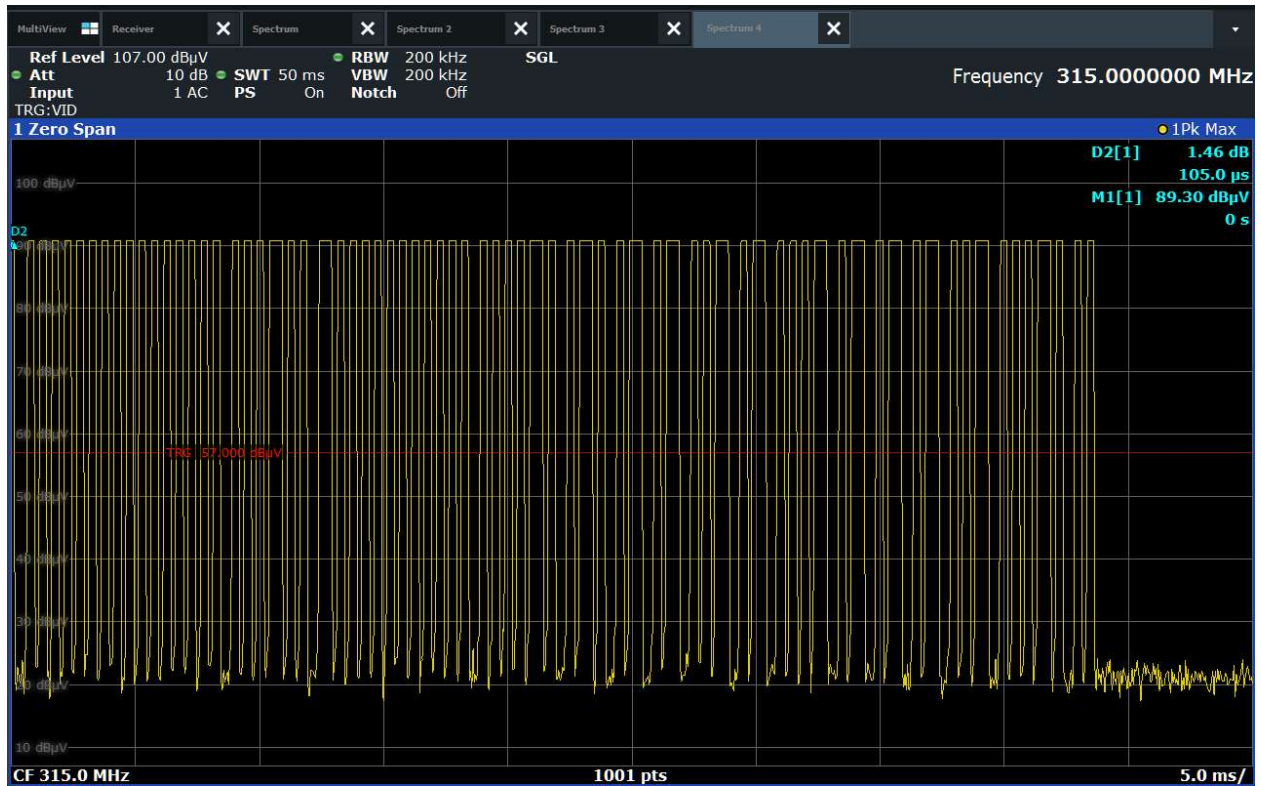 MultiView Receiver X Spectrum X Spectrum 2 X Spectrum 3 X Spectrum 4 X
Ref Level 107.00 dBµV RBW 200 kHz SGL
Att 10 dB SWT 50 ms VBW 200 kHz Frequency 315.0000000 MHz
Input 1 AC PS On Notch Off
TRG:VID
1 Zero Span 1Pk Max
D2[1] 1.46 dB
105.0 µs
M1[1] 89.30 dBµV
0 s
100 dBµV
D2
90 dBµV
80 dBµV
70 dBµV
60 dBµV
TRG 57.000 dBµV
50 dBµV
40 dBµV
30 dBµV
20 dBµV
10 dBµV
CF 315.0 MHz 1001 pts 5.0 ms/